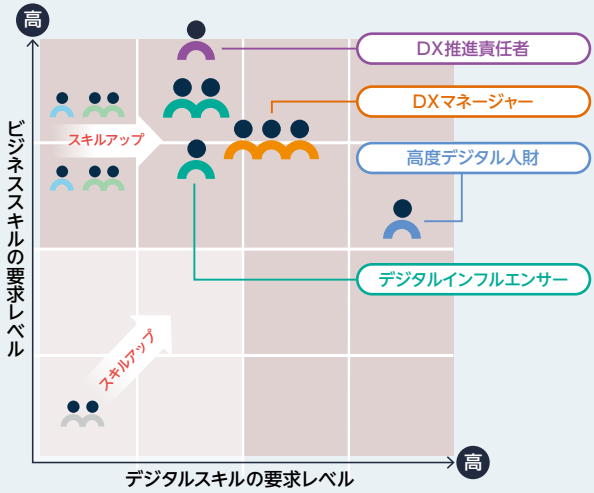 高
DX推進責任者
DXマネージャー
スキルアップ
高度デジタル人財
ビジネススキルの要求レベル
デジタルインフルエンサー
スキルアップ
高
デジタルスキルの要求レベル